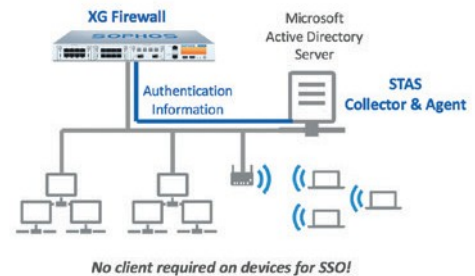 XG Firewall
SOPHOS
Microsoft
Active Directory
Server
Authentication
Information
STAS
Collector & Agent
No client required on devices for SSO!